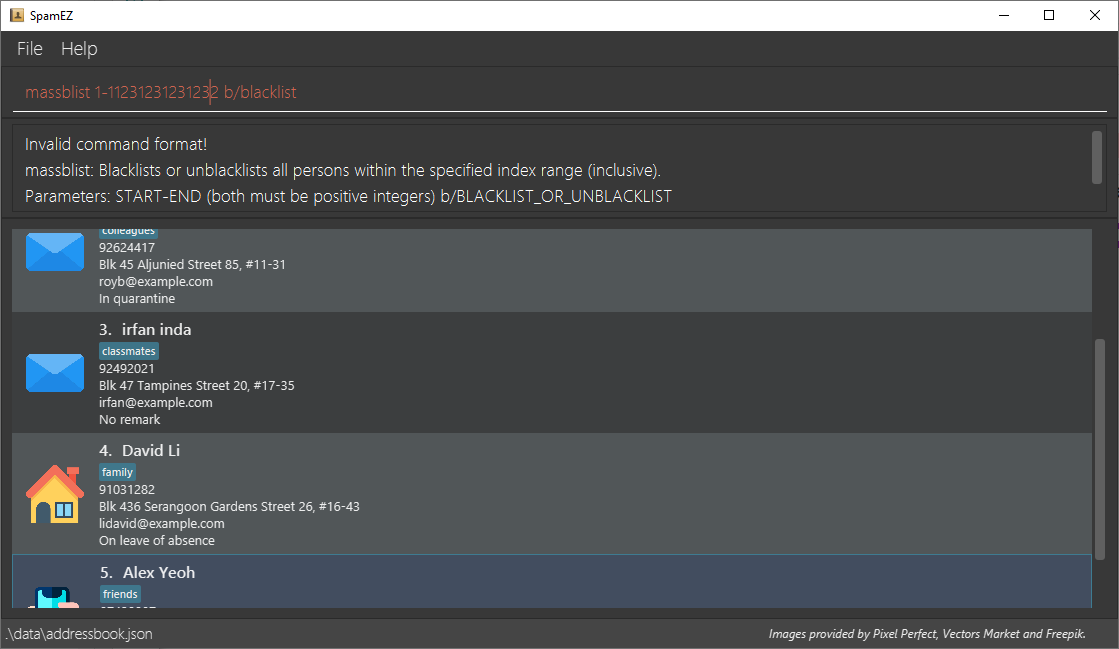 SpamEZ
File Help
massblist 1-11231231231232 b/blacklist
Invalid command format!
massblist: Blacklists or unblacklists all persons within the specified index range (inclusive).
Parameters: START-END (both must be positive integers) b/BLACKLIST_OR_UNBLACKLIST
colleagues
92624417
Blk 45 Aljunied Street 85, #11-31
royb@example.com
In quarantine
3. irfan inda
classmates
92492021
Blk 47 Tampines Street 20, #17-35
irfan@example.com
No remark
4. David Li
family
91031282
Blk 436 Serangoon Gardens Street 26, #16-43
lidavid@example.com
On leave of absence
5. Alex Yeoh
friends
.\data\addressbook.json
Images provided by Pixel Perfect, Vectors Market and Freepik.